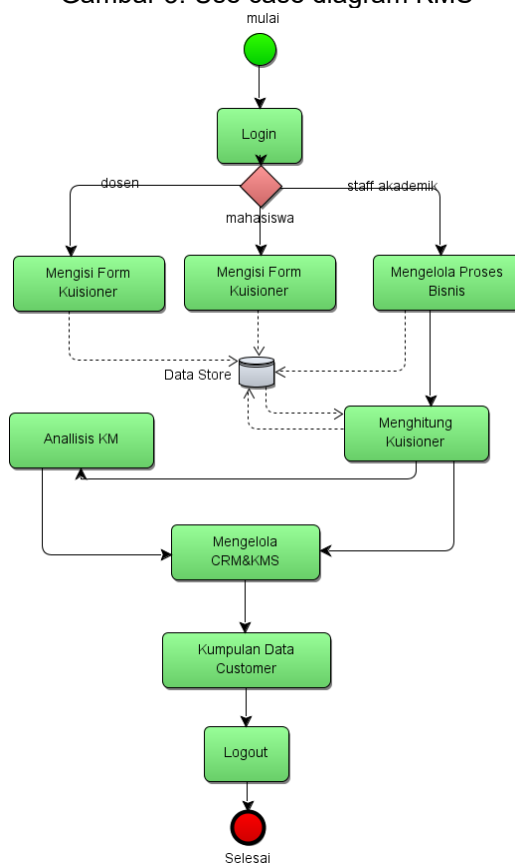 Gambar 6. Use case diagram KMS
mulai
Login
dosen
staff akademik
mahasiswa
Mengisi Form
Kuisioner
Mengisi Form
Kuisioner
Mengelola Proses
Bisnis
Data Store
Anallisis KM
Menghitung
Kuisioner
Mengelola
CRM&KMS
Kumpulan Data
Customer
Logout
Selesai